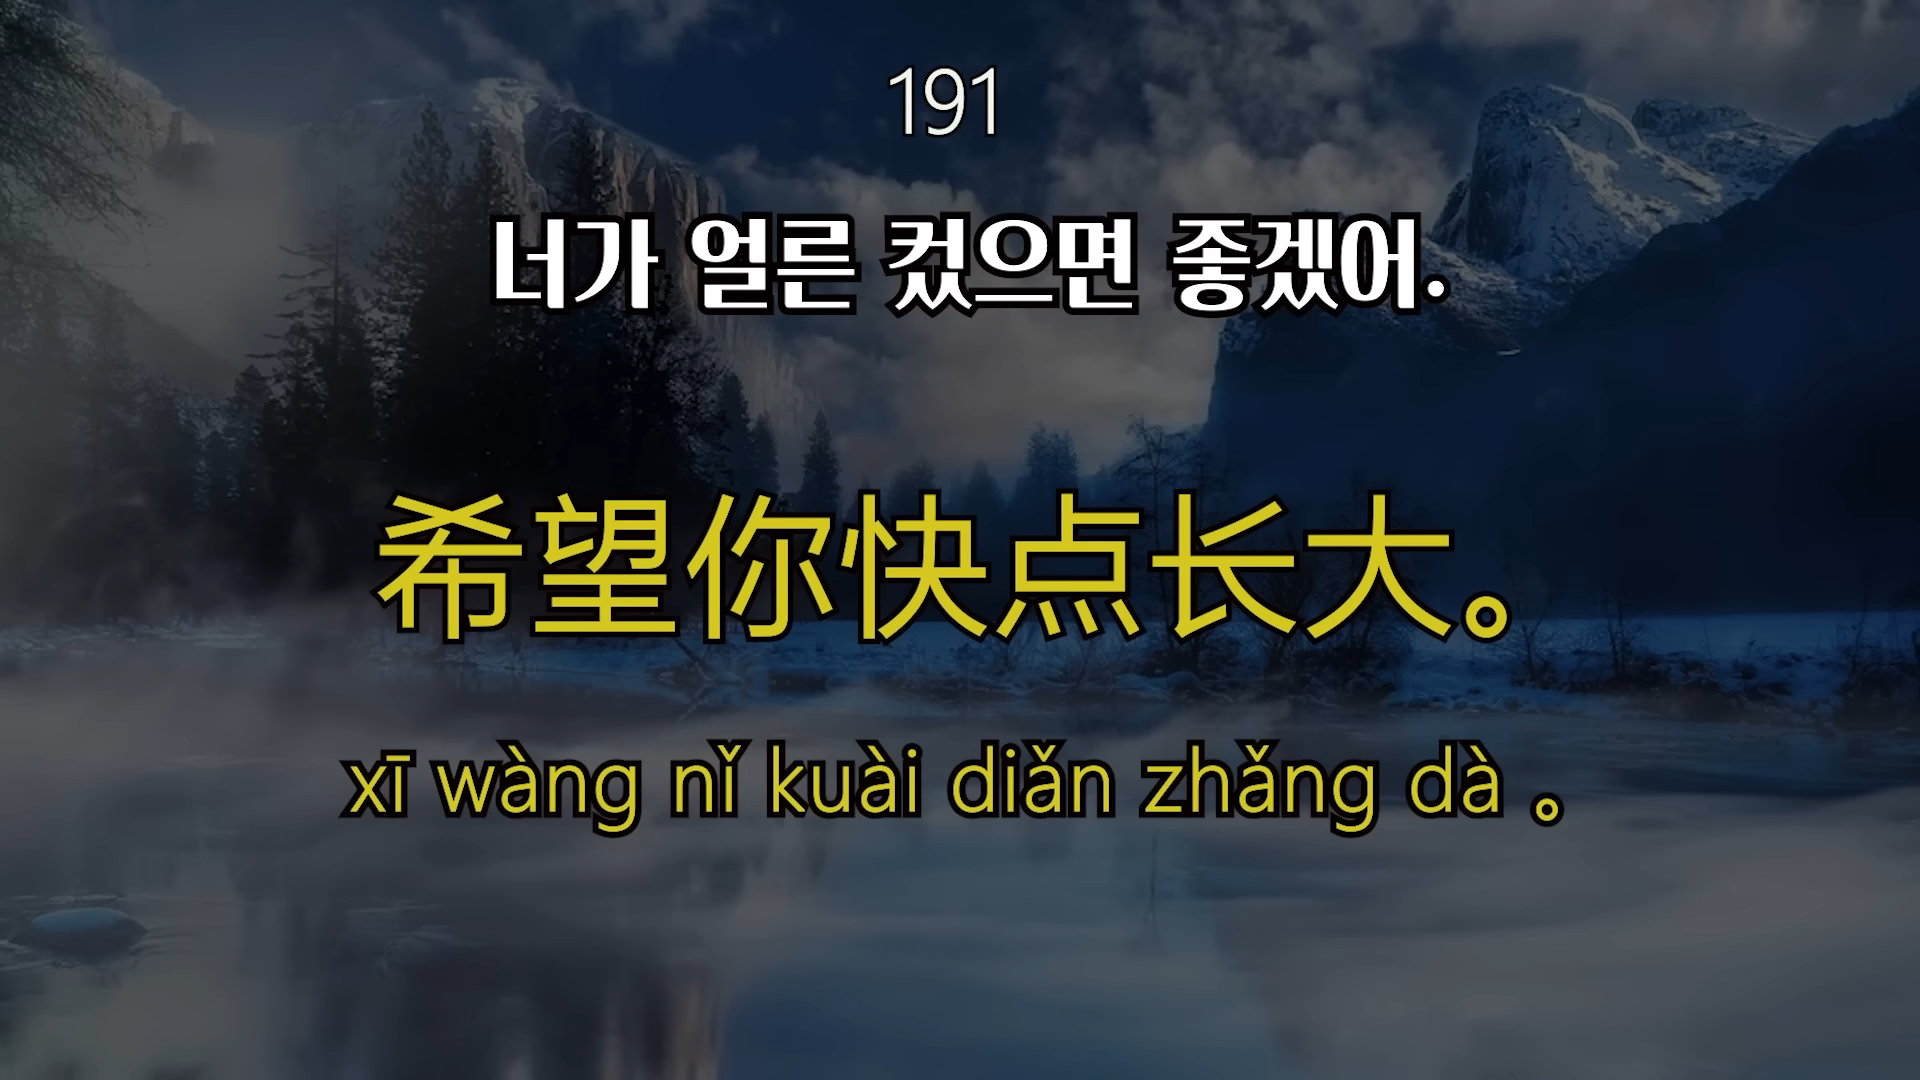 191
너가 얼른 컸으면 좋겠어.
希望你快点长大。
xī wàng nǐ kuài diǎn zhǎng dà 。